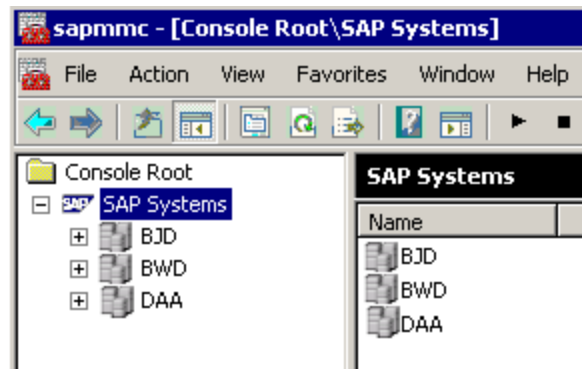 sapmmc - [Console Root\SAP Systems]
File Action View Favorites Window Help
Console Root
SAP SAP Systems
BJD
BWD
DAA
SAP Systems
Name
BJD
BWD
DAA